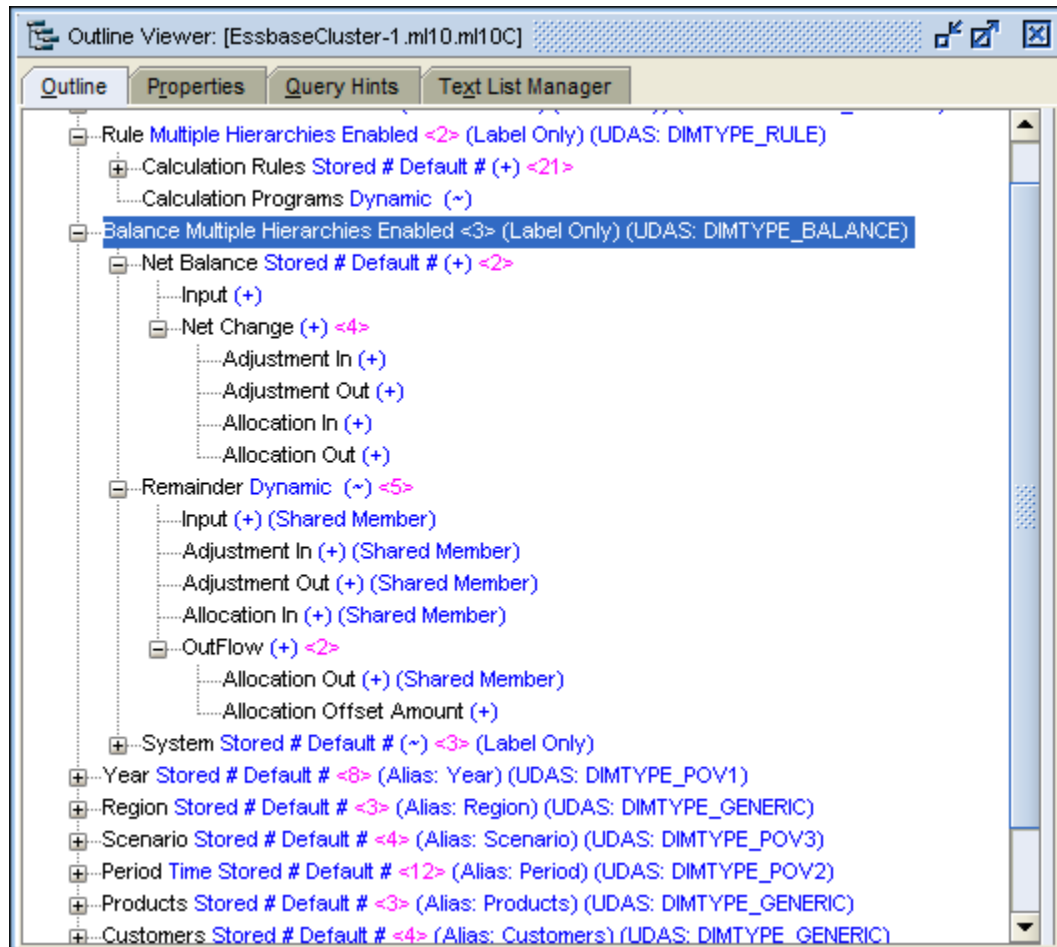 Outline Viewer: [EssbaseCluster-1.ml10.ml10C]
Outline Properties Query Hints Text List Manager
Rule Multiple Hierarchies Enabled <2> (Label Only) (UDAS: DIMTYPE_RULE)
Calculation Rules Stored # Default # (+) <21>
Calculation Programs Dynamic (~)
Balance Multiple Hierarchies Enabled <3> (Label Only) (UDAS: DIMTYPE_BALANCE)
Net Balance Stored # Default # (+) <2>
Input (+)
Net Change (+) <4>
Adjustment In (+)
Adjustment Out (+)
Allocation In (+)
Allocation Out (+)
Remainder Dynamic (~) <5>
Input (+) (Shared Member)
Adjustment In (+) (Shared Member)
Adjustment Out (+) (Shared Member)
Allocation In (+) (Shared Member)
OutFlow (+) <2>
Allocation Out (+) (Shared Member)
Allocation Offset Amount (+)
System Stored # Default # (~) <3> (Label Only)
Year Stored # Default # <8> (Alias: Year) (UDAS: DIMTYPE_POV1)
Region Stored # Default # <3> (Alias: Region) (UDAS: DIMTYPE_GENERIC)
Scenario Stored # Default # <4> (Alias: Scenario) (UDAS: DIMTYPE_POV3)
Period Time Stored # Default # <12> (Alias: Period) (UDAS: DIMTYPE_POV2)
Products Stored # Default # <3> (Alias: Products) (UDAS: DIMTYPE_GENERIC)
Customers Stored # Default # <4> (Alias: Customers) (UDAS: DIMTYPE_GENERIC)